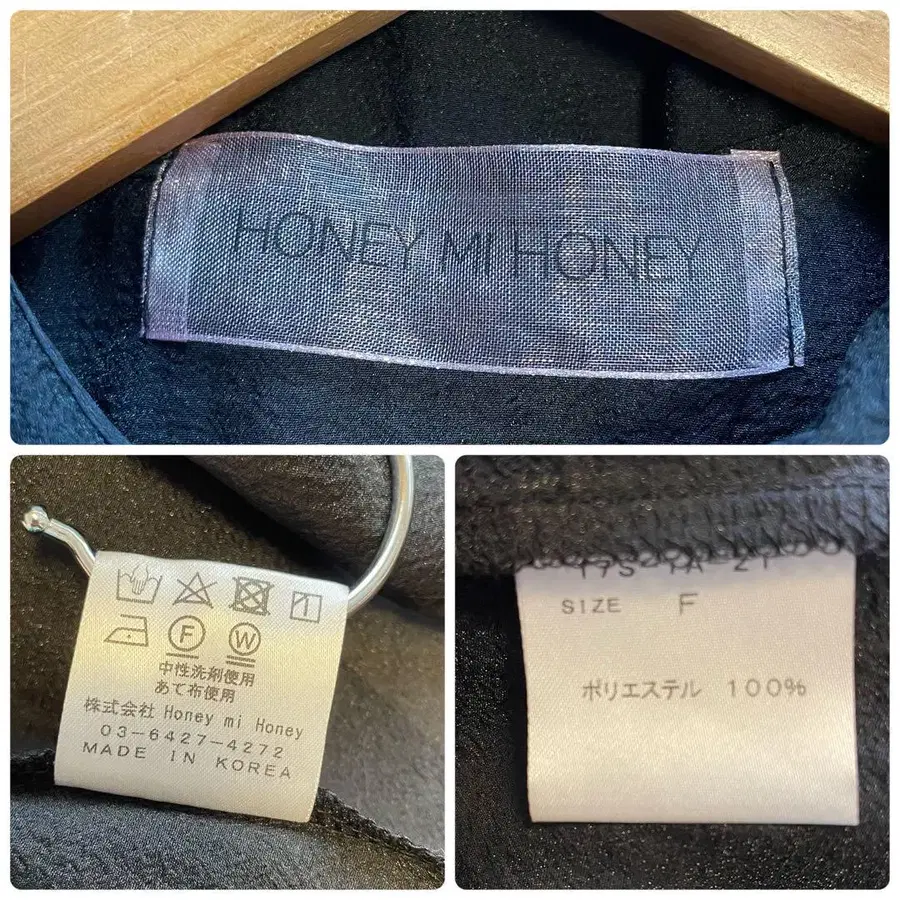 HONEY MI HONEY
F W
中性洗剤使用
あて布使用
株式会社 Honey mi Honey
03-6427-4272
MADE IN KOREA
SIZE F
ポリエステル 100%